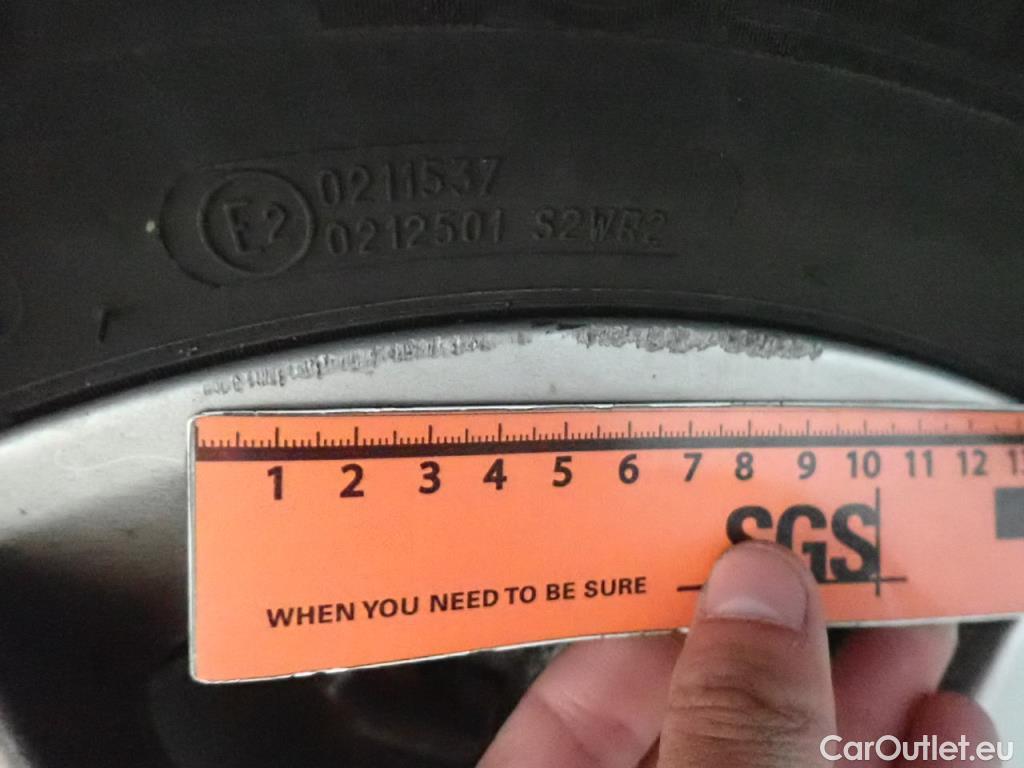 E2 0211537
0212501 S2WR2
1 2 3 4 5 6 7 8 9 10 11 12
SGS
WHEN YOU NEED TO BE SURE
CarOutlet.eu